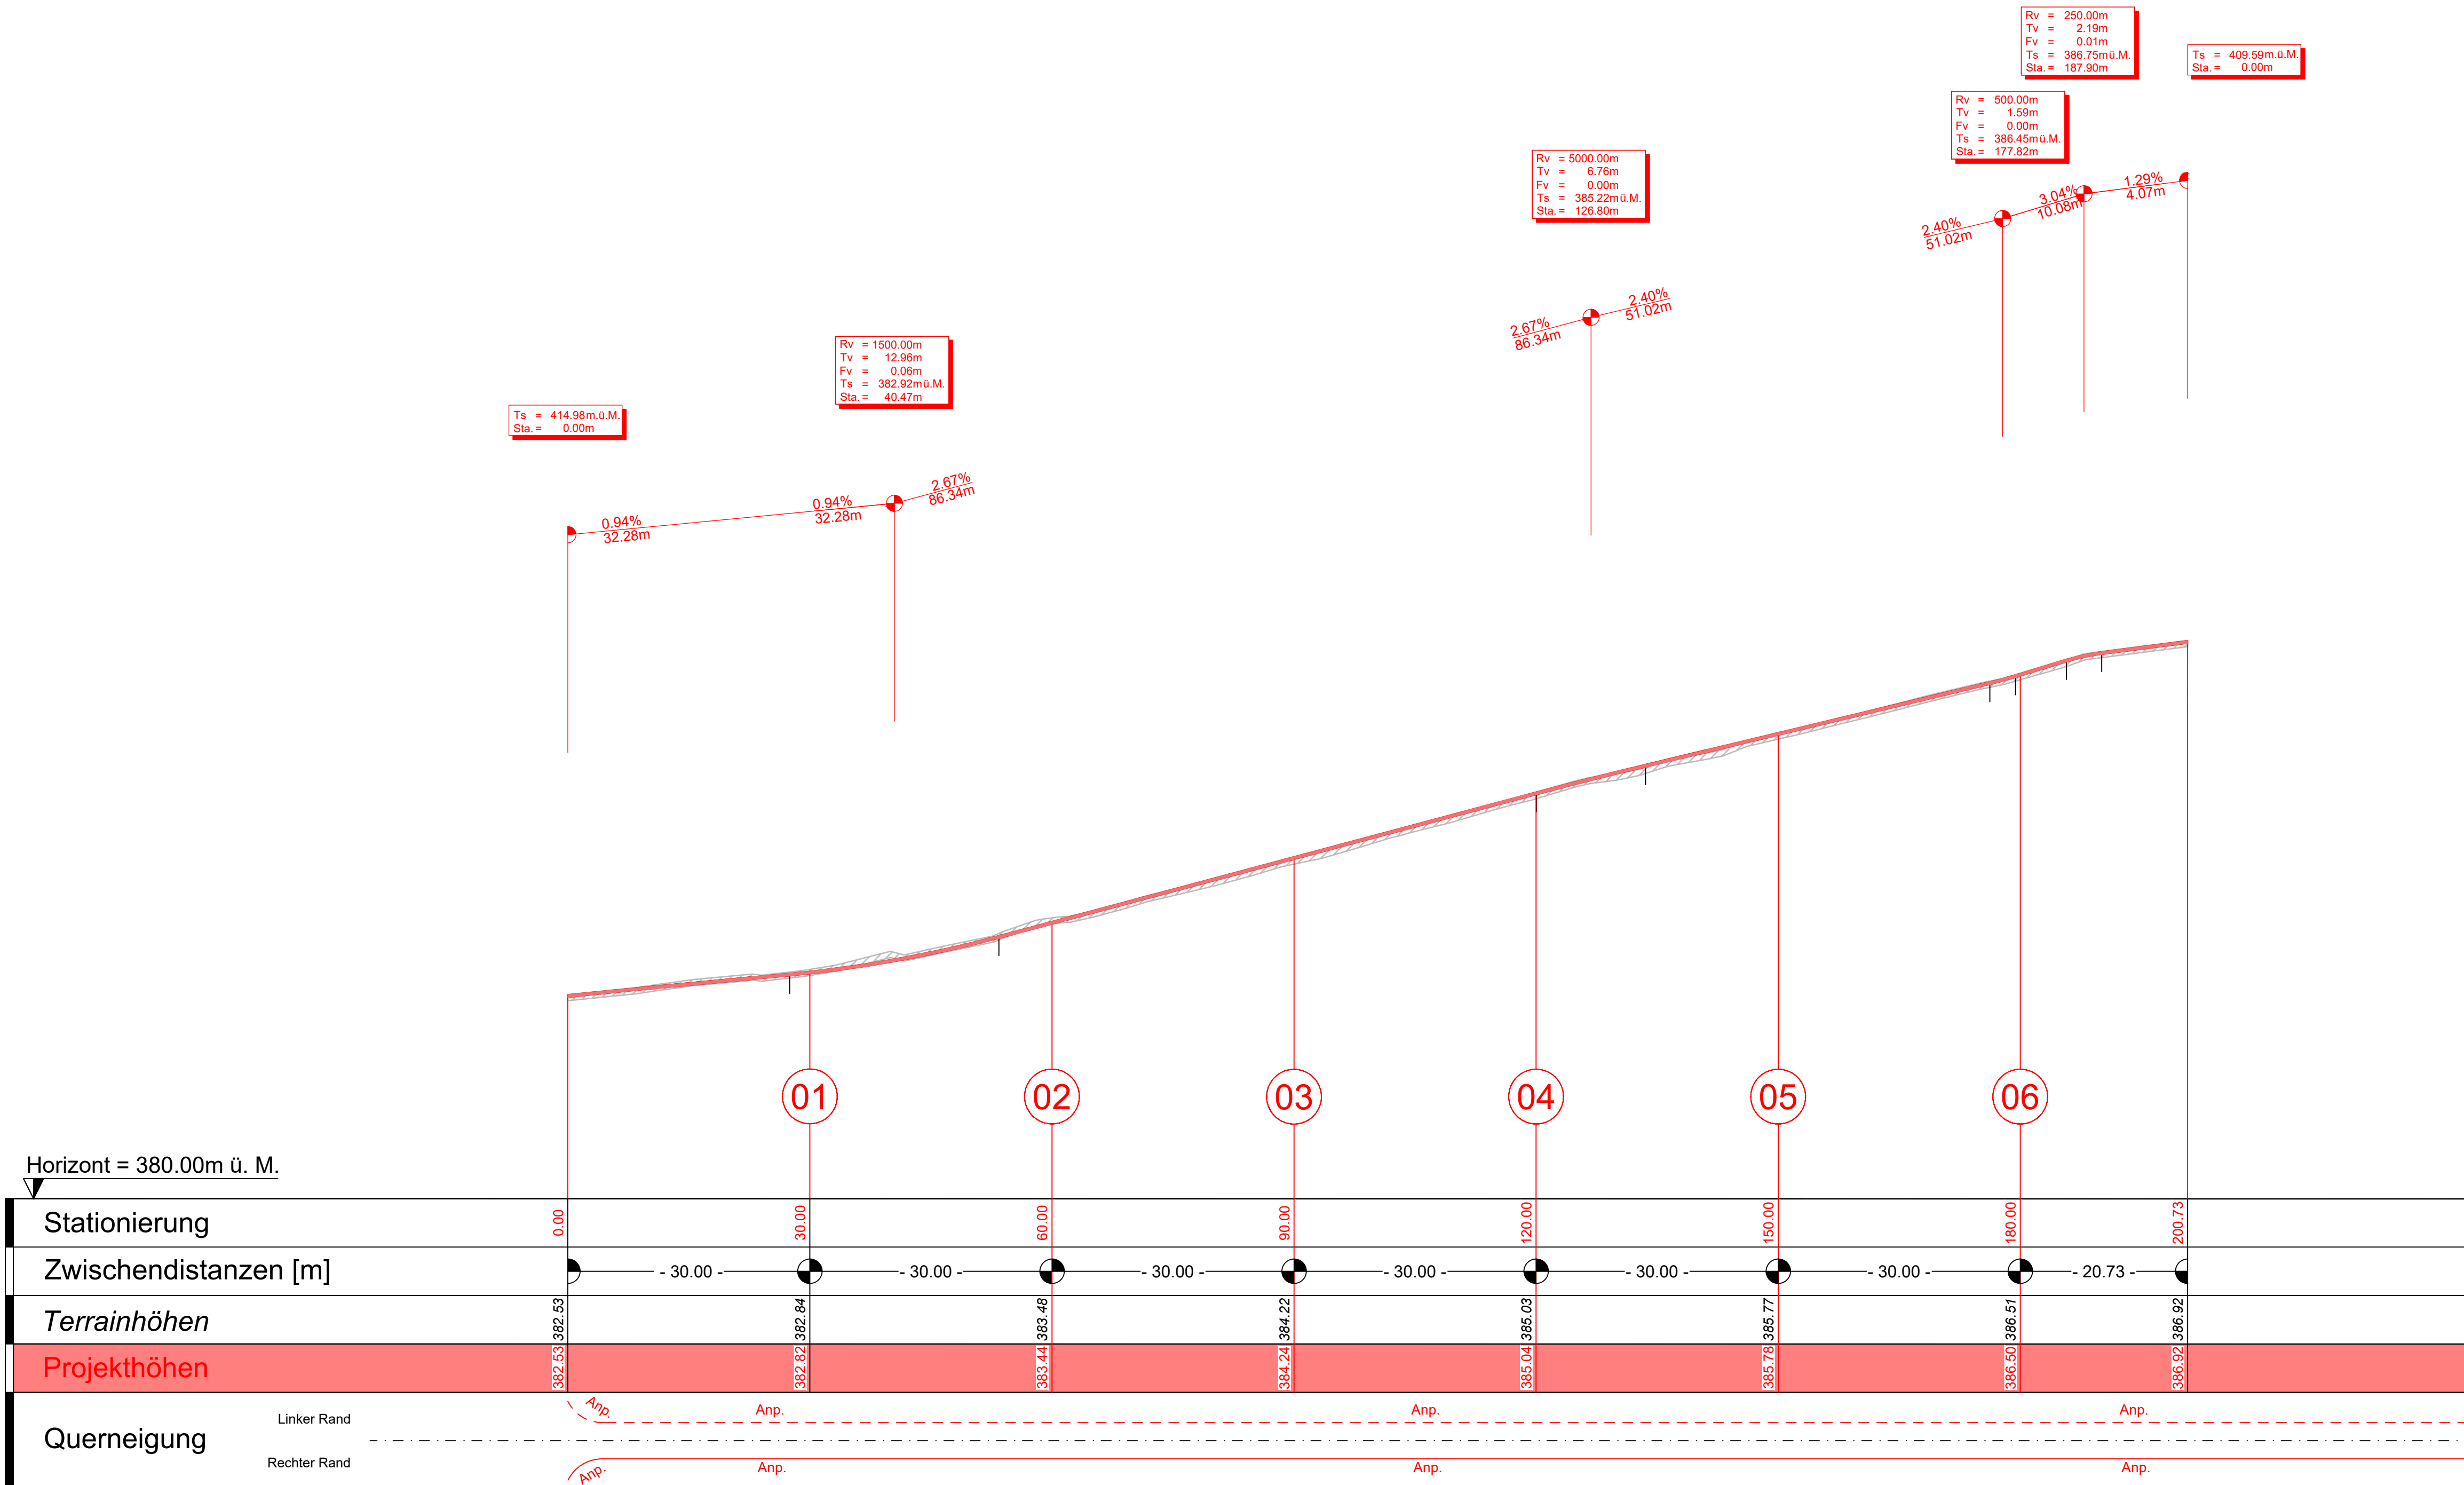 Rv = 250.00m
Tv = 2.19m
Fv = 0.01m
Ts = 386.75mü.M.
Sta. = 187.90m
Ts = 409.59m.ü.M.
Sta. = 0.00m
Rv = 500.00m
Tv = 1.59m
Fv = 0.00m
Ts = 386.45mü.M.
Sta. = 177.82m
Rv = 5000.00m
Tv = 6.76m
Fv = 0.00m
Ts = 385.22mü.M.
Sta. = 126.80m
Rv = 1500.00m
Tv = 12.96m
Fv = 0.06m
Ts = 382.92mü.M.
Sta. = 40.47m
Ts = 414.98m.ü.M.
Sta. = 0.00m
0.94%
32.28m
0.94%
32.28m
2.67%
86.34m
2.67%
86.34m
2.40%
51.02m
2.40%
51.02m
3.04%
10.08m
1.29%
4.07m
01 02 03 04 05 06
Horizont = 380.00m ü. M.
Stationierung 0.00 30.00 60.00 90.00 120.00 150.00 180.00 200.73
Zwischendistanzen [m] - 30.00 - - 30.00 - - 30.00 - - 30.00 - - 30.00 - - 30.00 - - 20.73 -
Terrainhöhen 382.53 382.84 383.48 384.22 385.03 385.77 386.51 386.92
Projekthöhen 382.53 382.82 383.44 384.24 385.04 385.78 386.50 386.92
Querneigung
Linker Rand Anp. Anp. Anp. Anp.
Rechter Rand Anp. Anp. Anp. Anp.